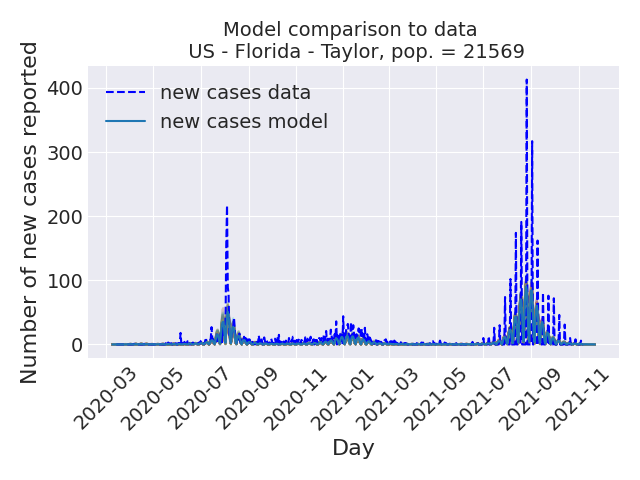 Model comparison to data
US - Florida - Taylor, pop. = 21569
Number of new cases reported
400
300
200
100
0
new cases data
new cases model
2020-03
2020-05
2020-07
2020-09
2020-11
2021-01
2021-03
2021-05
2021-07
2021-09
2021-11
Day